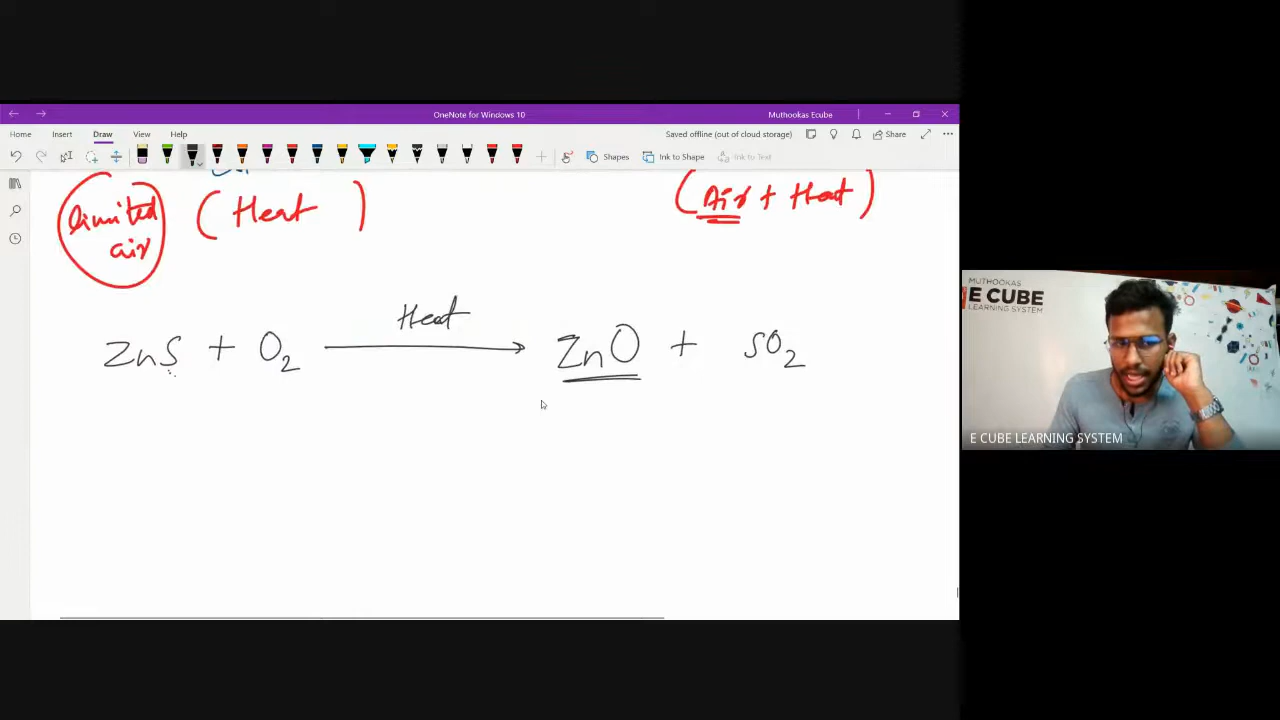 OneNote for Windows 10
Muthookas Ecube
Home Insert Draw View Help
Saved offline (out of cloud storage)
Share
Shapes
Ink to Shape
Ink to Text
limited
air
( Heat )
(Air + Heat)
Heat
ZnS + O2 → ZnO + SO2
MUTHOOKAS
E CUBE
LEARNING SYSTEM
E CUBE LEARNING SYSTEM